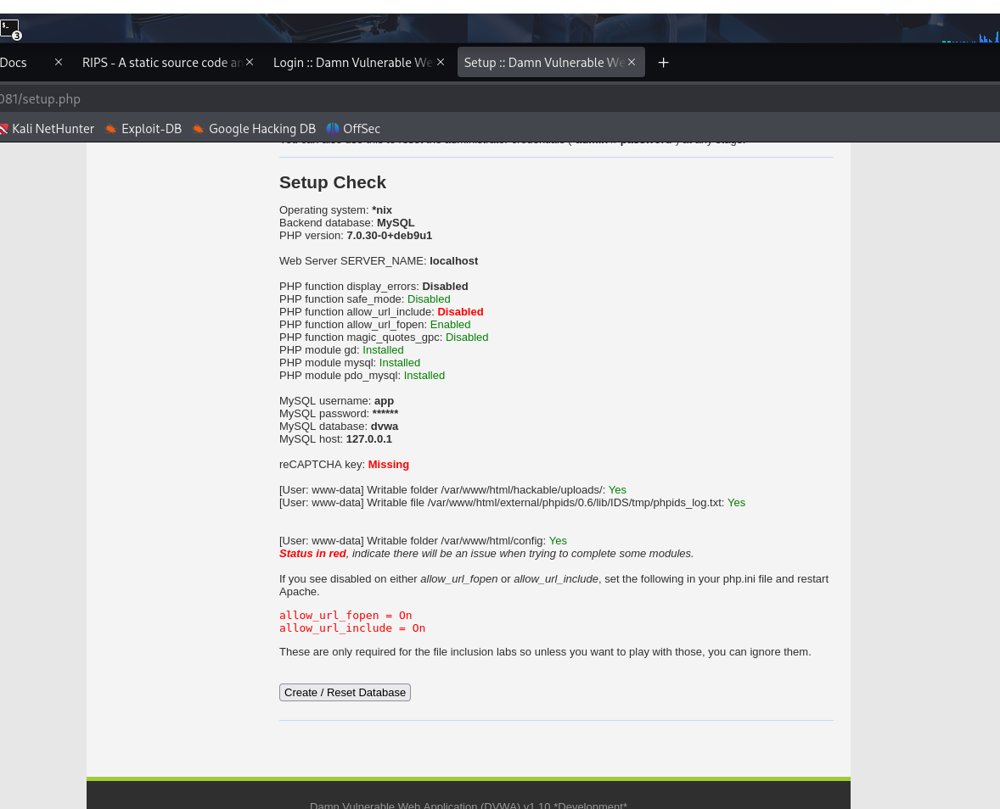 $_
3
Docs
RIPS - A static source code an
Login :: Damn Vulnerable We
Setup :: Damn Vulnerable We
081/setup.php
Kali NetHunter Exploit-DB Google Hacking DB OffSec
You can also use this to reset the administrator credentials ("admin // password") at any stage.
Setup Check
Operating system: *nix
Backend database: MySQL
PHP version: 7.0.30-0+deb9u1
Web Server SERVER_NAME: localhost
PHP function display_errors: Disabled
PHP function safe_mode: Disabled
PHP function allow_url_include: Disabled
PHP function allow_url_fopen: Enabled
PHP function magic_quotes_gpc: Disabled
PHP module gd: Installed
PHP module mysql: Installed
PHP module pdo_mysql: Installed
MySQL username: app
MySQL password: ******
MySQL database: dvwa
MySQL host: 127.0.0.1
reCAPTCHA key: Missing
[User: www-data] Writable folder /var/www/html/hackable/uploads/: Yes
[User: www-data] Writable file /var/www/html/external/phpids/0.6/lib/IDS/tmp/phpids_log.txt: Yes
[User: www-data] Writable folder /var/www/html/config: Yes
Status in red, indicate there will be an issue when trying to complete some modules.
If you see disabled on either allow_url_fopen or allow_url_include, set the following in your php.ini file and restart
Apache.
allow_url_fopen = On
allow_url_include = On
These are only required for the file inclusion labs so unless you want to play with those, you can ignore them.
Create / Reset Database
Damn Vulnerable Web Application (DVWA) v1.10 *Development*